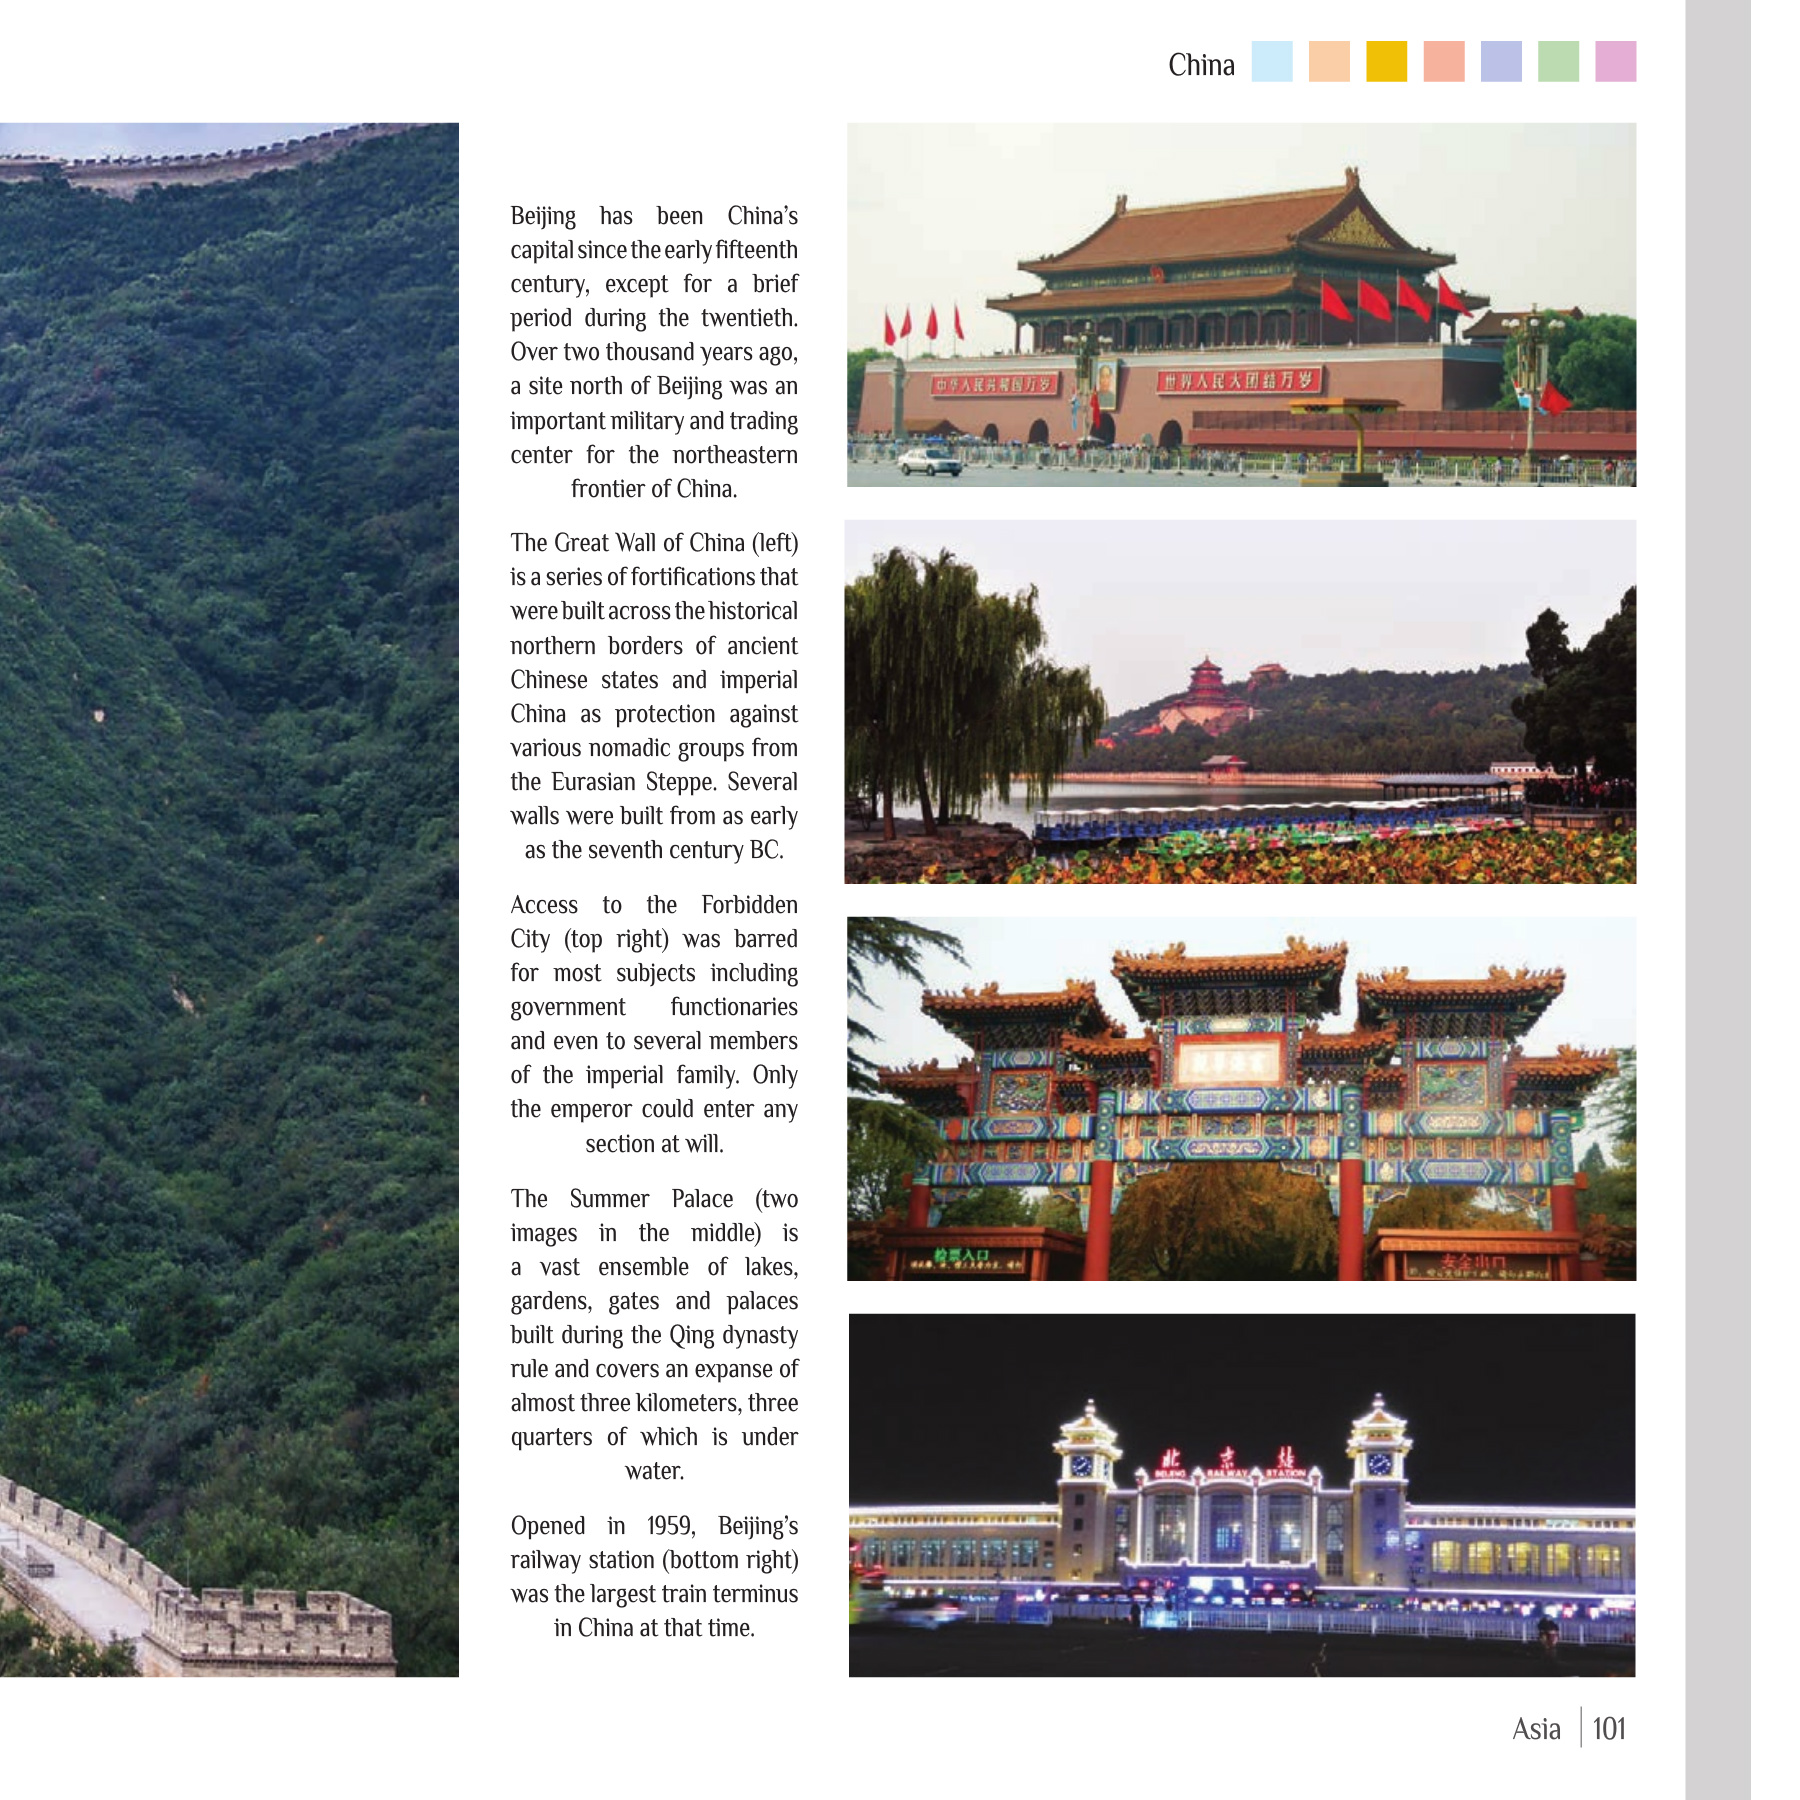 China
Beijing has been China's
capital since the early fifteenth
century, except for a brief
period during the twentieth.
Over two thousand years ago,
a site north of Beijing was an
important military and trading
center for the northeastern
frontier of China.
The Great Wall of China (left)
is a series of fortifications that
were built across the historical
northern borders of ancient
Chinese states and imperial
China as protection against
various nomadic groups from
the Eurasian Steppe. Several
walls were built from as early
as the seventh century BC.
Access to the Forbidden
City (top right) was barred
for most subjects including
government functionaries
and even to several members
of the imperial family. Only
the emperor could enter any
section at will.
The Summer Palace (two
images in the middle) is
a vast ensemble of lakes,
gardens, gates and palaces
built during the Qing dynasty
rule and covers an expanse of
almost three kilometers, three
quarters of which is under
water.
Opened in 1959, Beijing's
railway station (bottom right)
was the largest train terminus
in China at that time.
中华人民共和国万岁
世界人民大团结万岁
检票入口
安全出口
北京站
BEIJING RAILWAY STATION
Asia 101